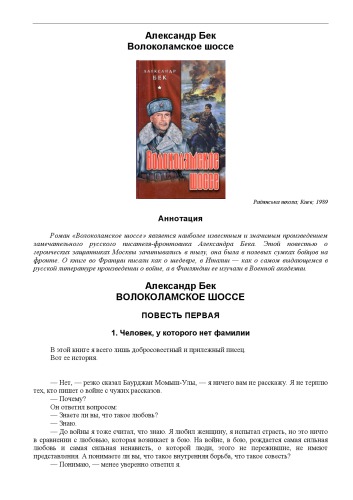 Александр Бек
Волоколамское шоссе
АЛЕКСАНДР
БЕК
Волоколамское
шоссе
Радянська школа; Киев; 1989
Аннотация
Роман «Волоколамское шоссе» является наиболее известным и значимым произведением
замечательного русского писателя-фронтовика Александра Бека. Этой повестью о
героических защитниках Москвы зачитывались в тылу, она была в полевых сумках бойцов на
фронте. О книге во Франции писали как о шедевре, в Италии — как о самом выдающемся в
русской литературе произведении о войне, а в Финляндии ее изучали в Военной академии.
Александр Бек
ВОЛОКОЛАМСКОЕ ШОССЕ
ПОВЕСТЬ ПЕРВАЯ
1. Человек, у которого нет фамилии
В этой книге я всего лишь добросовестный и прилежный писец.
Вот ее история.
— Нет, — резко сказал Баурджан Момыш-Улы, — я ничего вам не расскажу. Я не терплю
тех, кто пишет о войне с чужих рассказов.
— Почему?
Он ответил вопросом:
— Знаете ли вы, что такое любовь?
— Знаю.
— До войны я тоже считал, что знаю. Я любил женщину, я испытал страсть, но это ничто
в сравнении с любовью, которая возникает в бою. На войне, в бою, рождается самая сильная
любовь и самая сильная ненависть, о которой люди, этого не пережившие, не имеют
представления. А понимаете ли вы, что такое внутренняя борьба, что такое совесть?
— Понимаю, — менее уверенно ответил я.